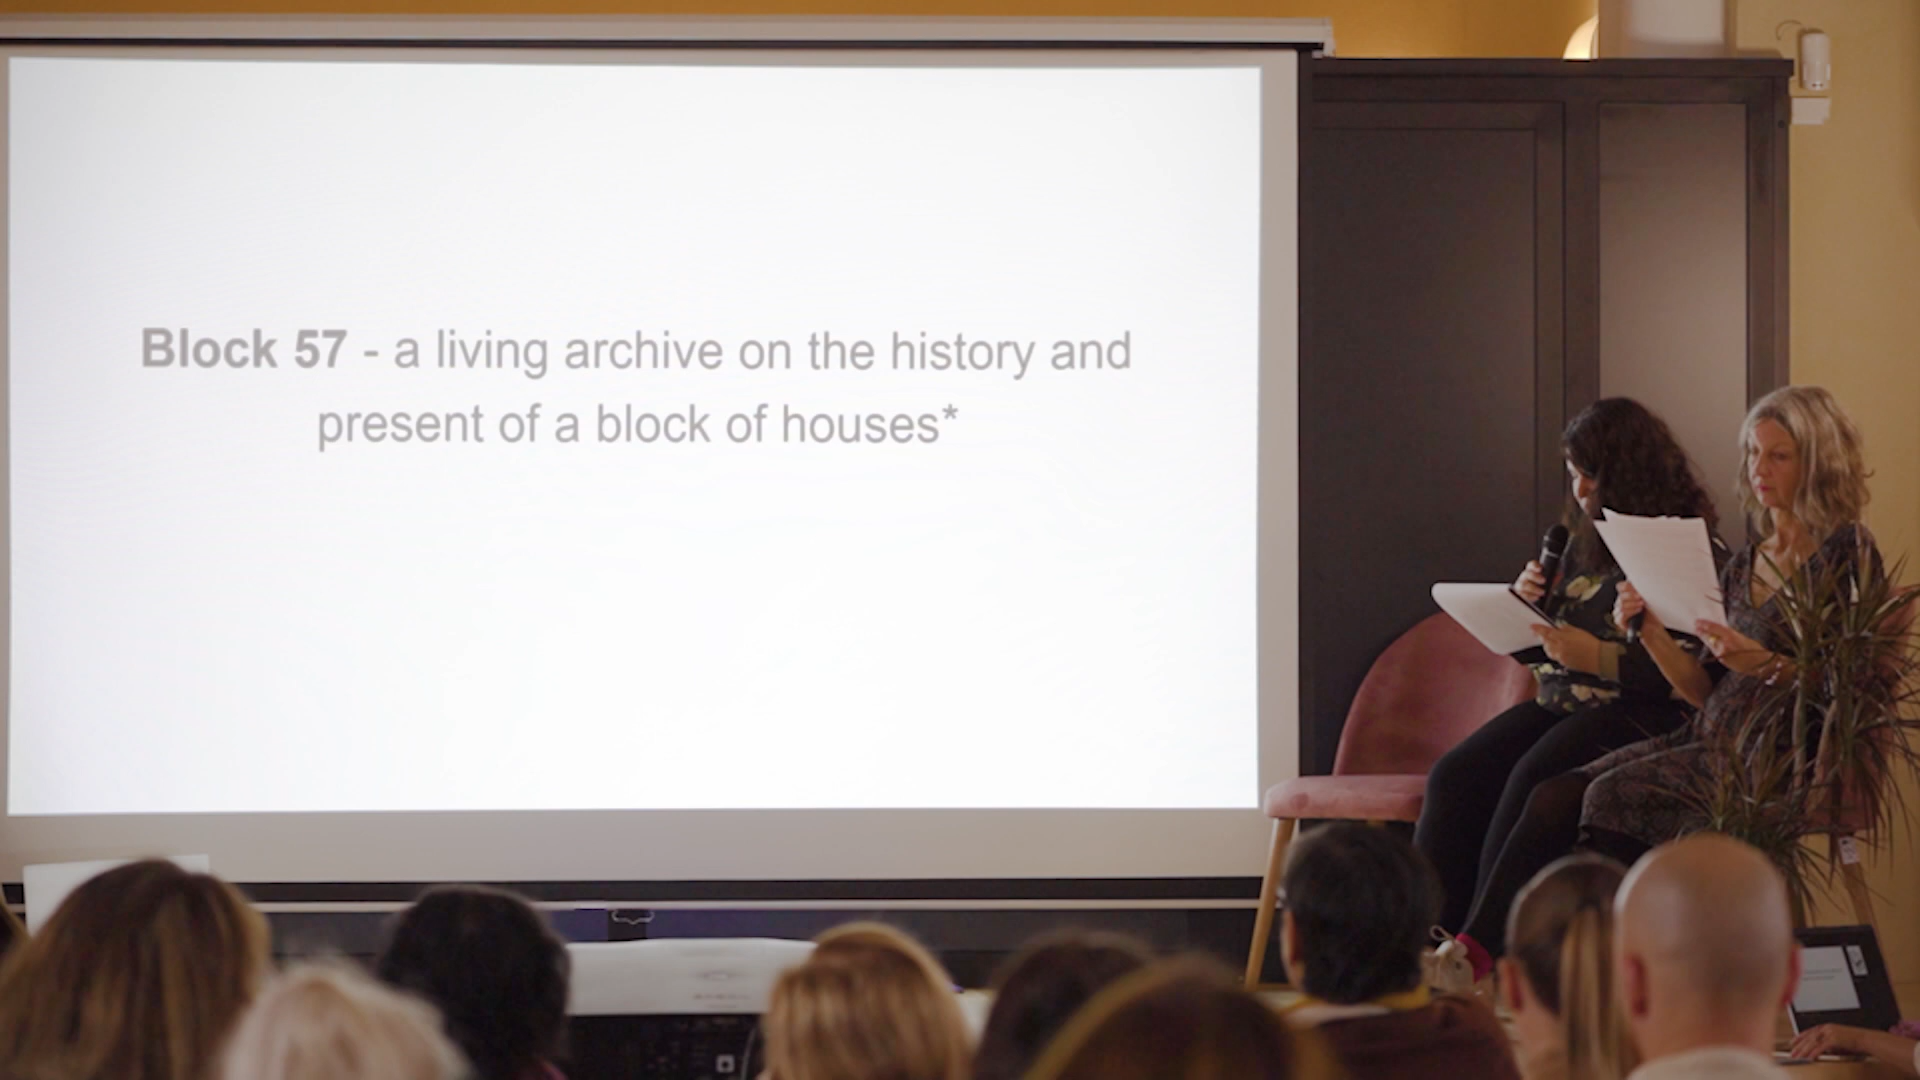 Block 57 - a living archive on the history and
present of a block of houses*